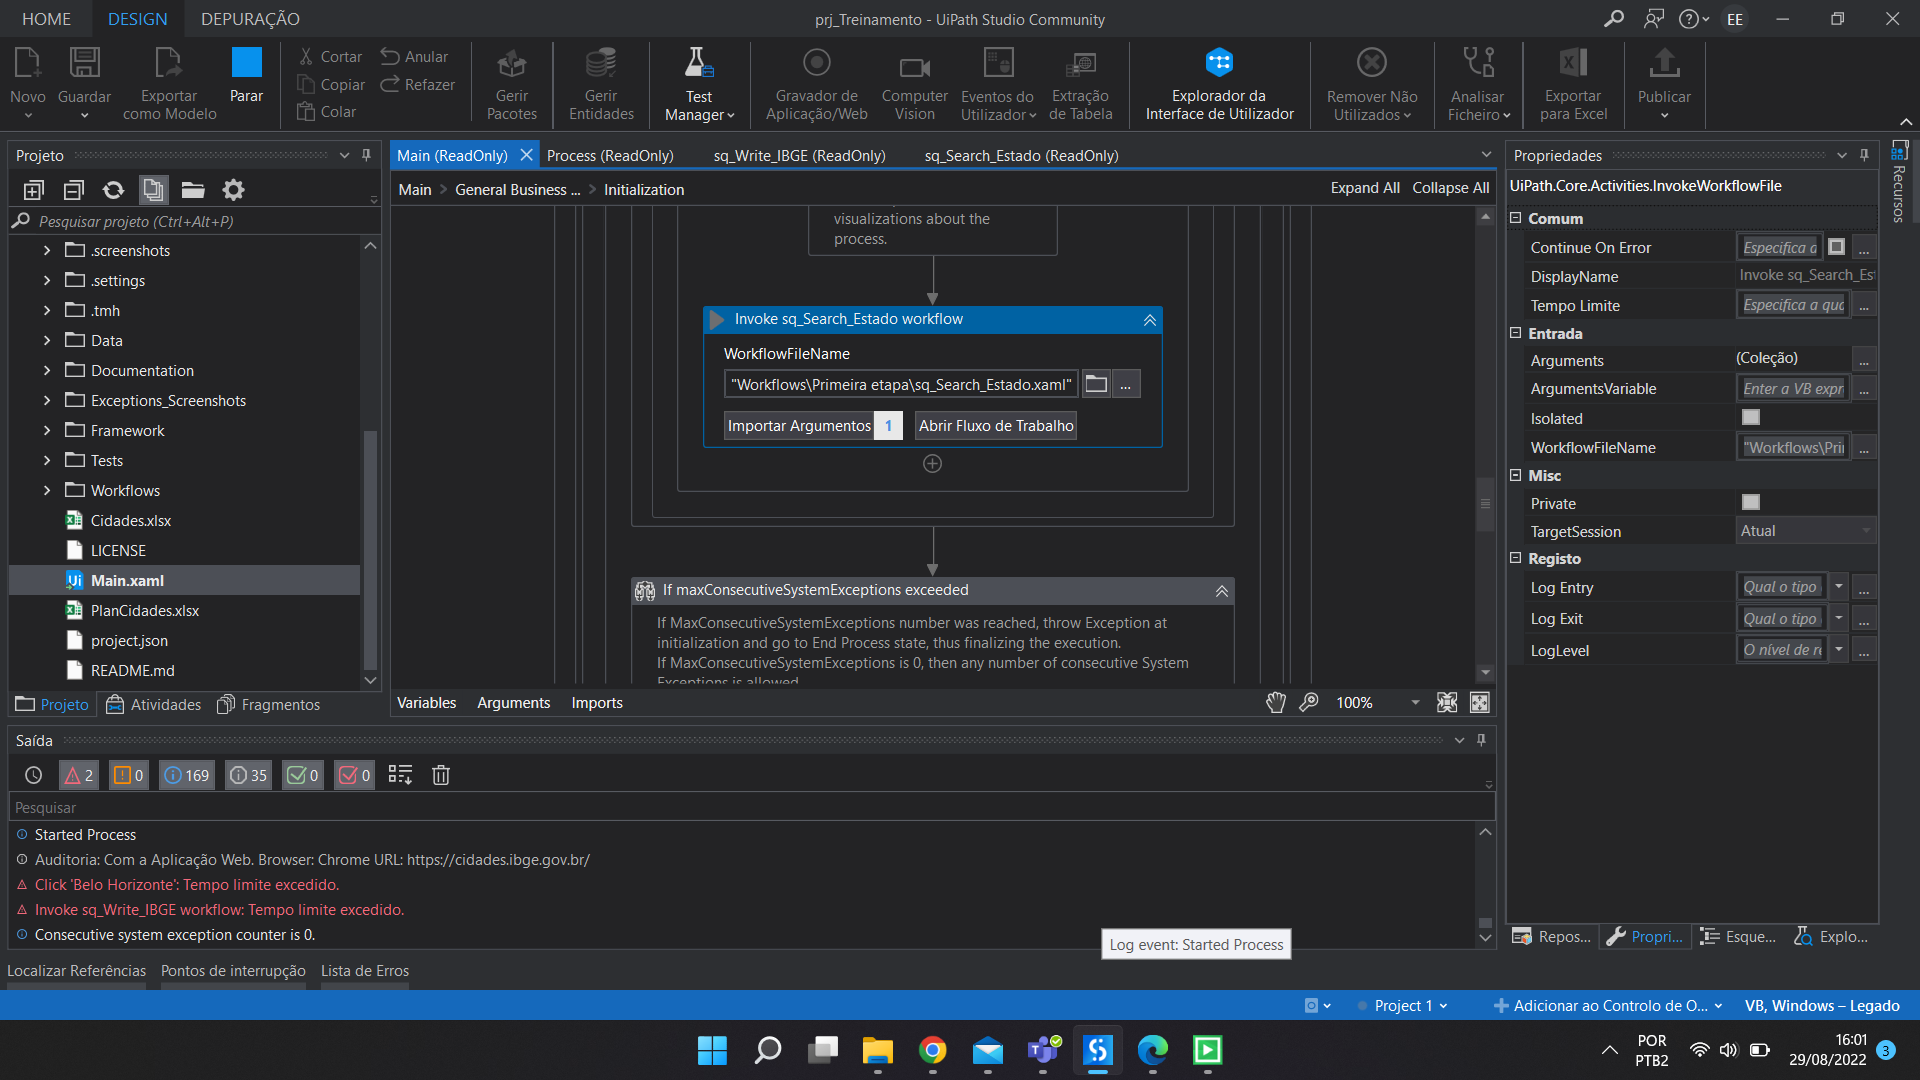 HOME
DESIGN
DEPURAÇÃO
prj_Treinamento - UiPath Studio Community
EE
Novo
Guardar
Exportar
como Modelo
Parar
Cortar
Copiar
Colar
Anular
Refazer
Gerir
Pacotes
Gerir
Entidades
Test
Manager
Gravador de
Aplicação/Web
Computer
Vision
Eventos do
Utilizador
Extração
de Tabela
Explorador da
Interface de Utilizador
Remover Não
Utilizados
Analisar
Ficheiro
Exportar
para Excel
Publicar
Projeto
Pesquisar projeto (Ctrl+Alt+P)
.screenshots
.settings
.tmh
Data
Documentation
Exceptions_Screenshots
Framework
Tests
Workflows
Cidades.xlsx
LICENSE
Main.xaml
PlanCidades.xlsx
project.json
README.md
Projeto
Atividades
Fragmentos
Main (ReadOnly)
Process (ReadOnly)
sq_Write_IBGE (ReadOnly)
sq_Search_Estado (ReadOnly)
Main > General Business ... > Initialization
Expand All
Collapse All
visualizations about the
process.
Invoke sq_Search_Estado workflow
WorkflowFileName
"Workflows\Primeira etapa\sq_Search_Estado.xaml"
...
Importar Argumentos 1
Abrir Fluxo de Trabalho
If maxConsecutiveSystemExceptions exceeded
If MaxConsecutiveSystemExceptions number was reached, throw Exception at
initialization and go to End Process state, thus finalizing the execution.
If MaxConsecutiveSystemExceptions is 0, then any number of consecutive System
Exceptions is allowed
Variables
Arguments
Imports
100%
Propriedades
UiPath.Core.Activities.InvokeWorkflowFile
Comum
Continue On Error Especifica a ...
DisplayName Invoke sq_Search_Est
Tempo Limite Especifica a quo ...
Entrada
Arguments (Coleção) ...
ArgumentsVariable Enter a VB expr ...
Isolated
WorkflowFileName "Workflows\Prin ...
Misc
Private
TargetSession Atual
Registo
Log Entry Qual o tipo ...
Log Exit Qual o tipo ...
LogLevel O nível de re ...
Recursos
Repos...
Propri...
Esque...
Explo...
Saída
2
0
169
35
0
0
Pesquisar
Started Process
Auditoria: Com a Aplicação Web. Browser: Chrome URL: https://cidades.ibge.gov.br/
Click 'Belo Horizonte': Tempo limite excedido.
Invoke sq_Write_IBGE workflow: Tempo limite excedido.
Consecutive system exception counter is 0.
Log event: Started Process
Localizar Referências
Pontos de interrupção
Lista de Erros
Project 1
Adicionar ao Controlo de O...
VB, Windows – Legado
POR
PTB2
16:01
29/08/2022
3